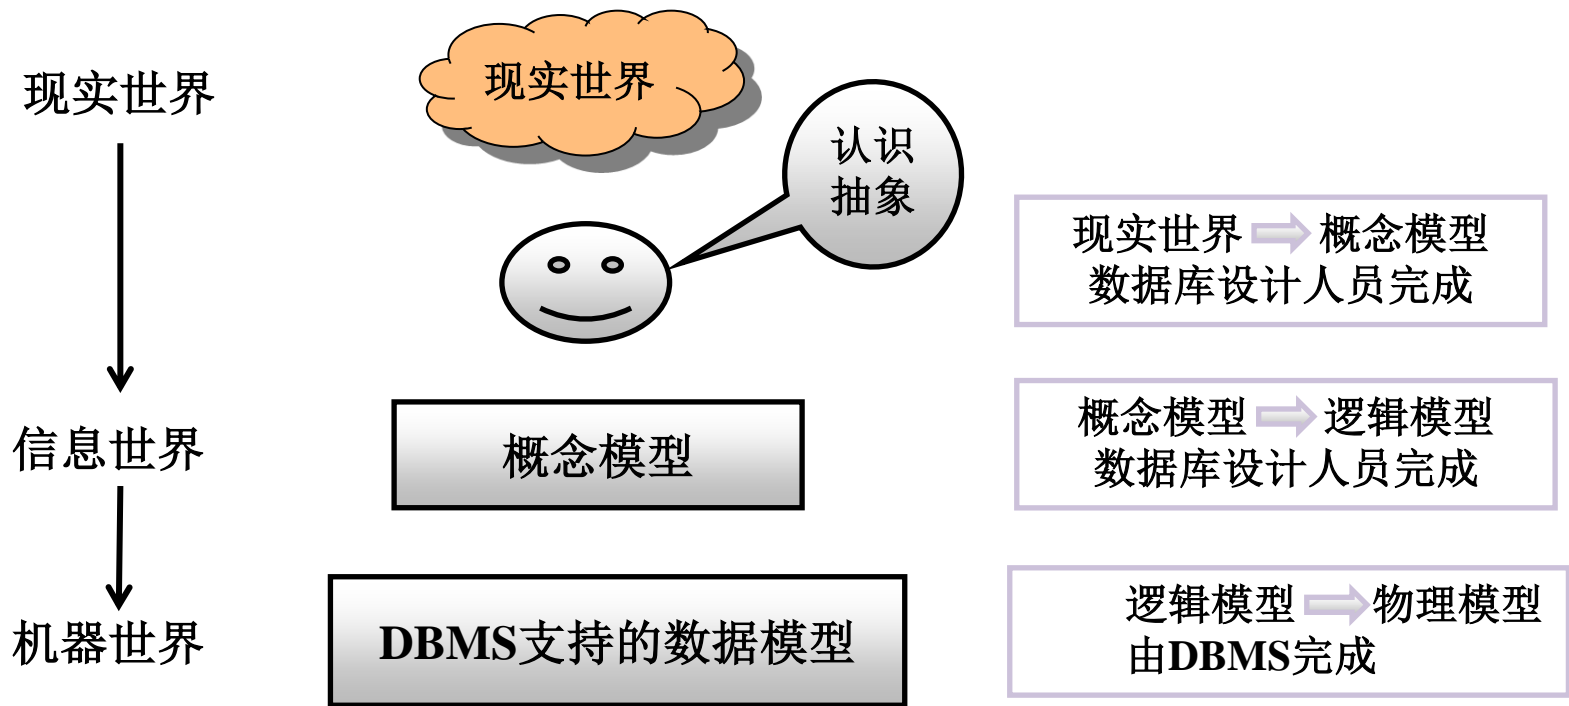 现实世界
现实世界
认识
抽象
现实世界 概念模型
数据库设计人员完成
信息世界
概念模型
概念模型 逻辑模型
数据库设计人员完成
机器世界
DBMS支持的数据模型
逻辑模型 物理模型
由DBMS完成